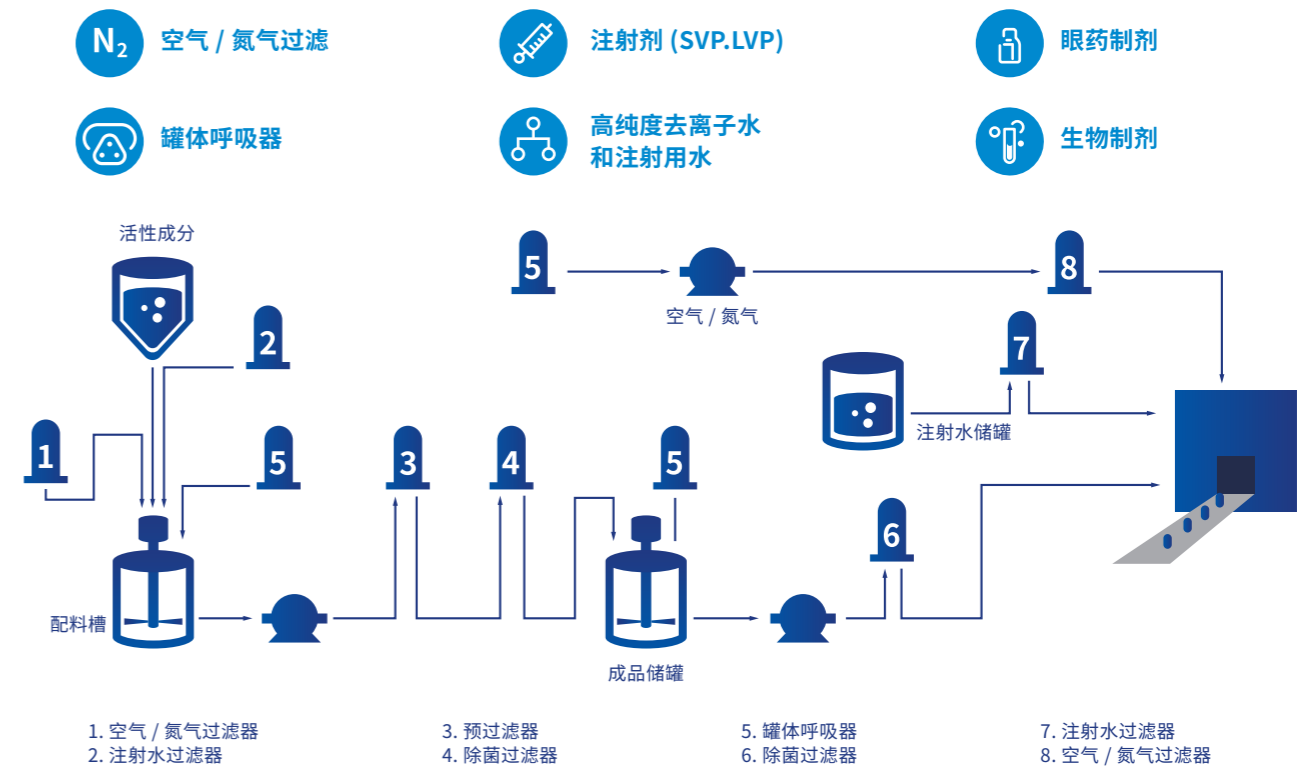 N₂
空气 / 氮气过滤
注射剂 (SVP.LVP)
眼药制剂
罐体呼吸器
高纯度去离子水
和注射用水
生物制剂
活性成分
5
8
空气 / 氮气
2
7
注射水储罐
1
5
3
4
5
6
配料槽
成品储罐
1. 空气 / 氮气过滤器
2. 注射水过滤器
3. 预过滤器
4. 除菌过滤器
5. 罐体呼吸器
6. 除菌过滤器
7. 注射水过滤器
8. 空气 / 氮气过滤器